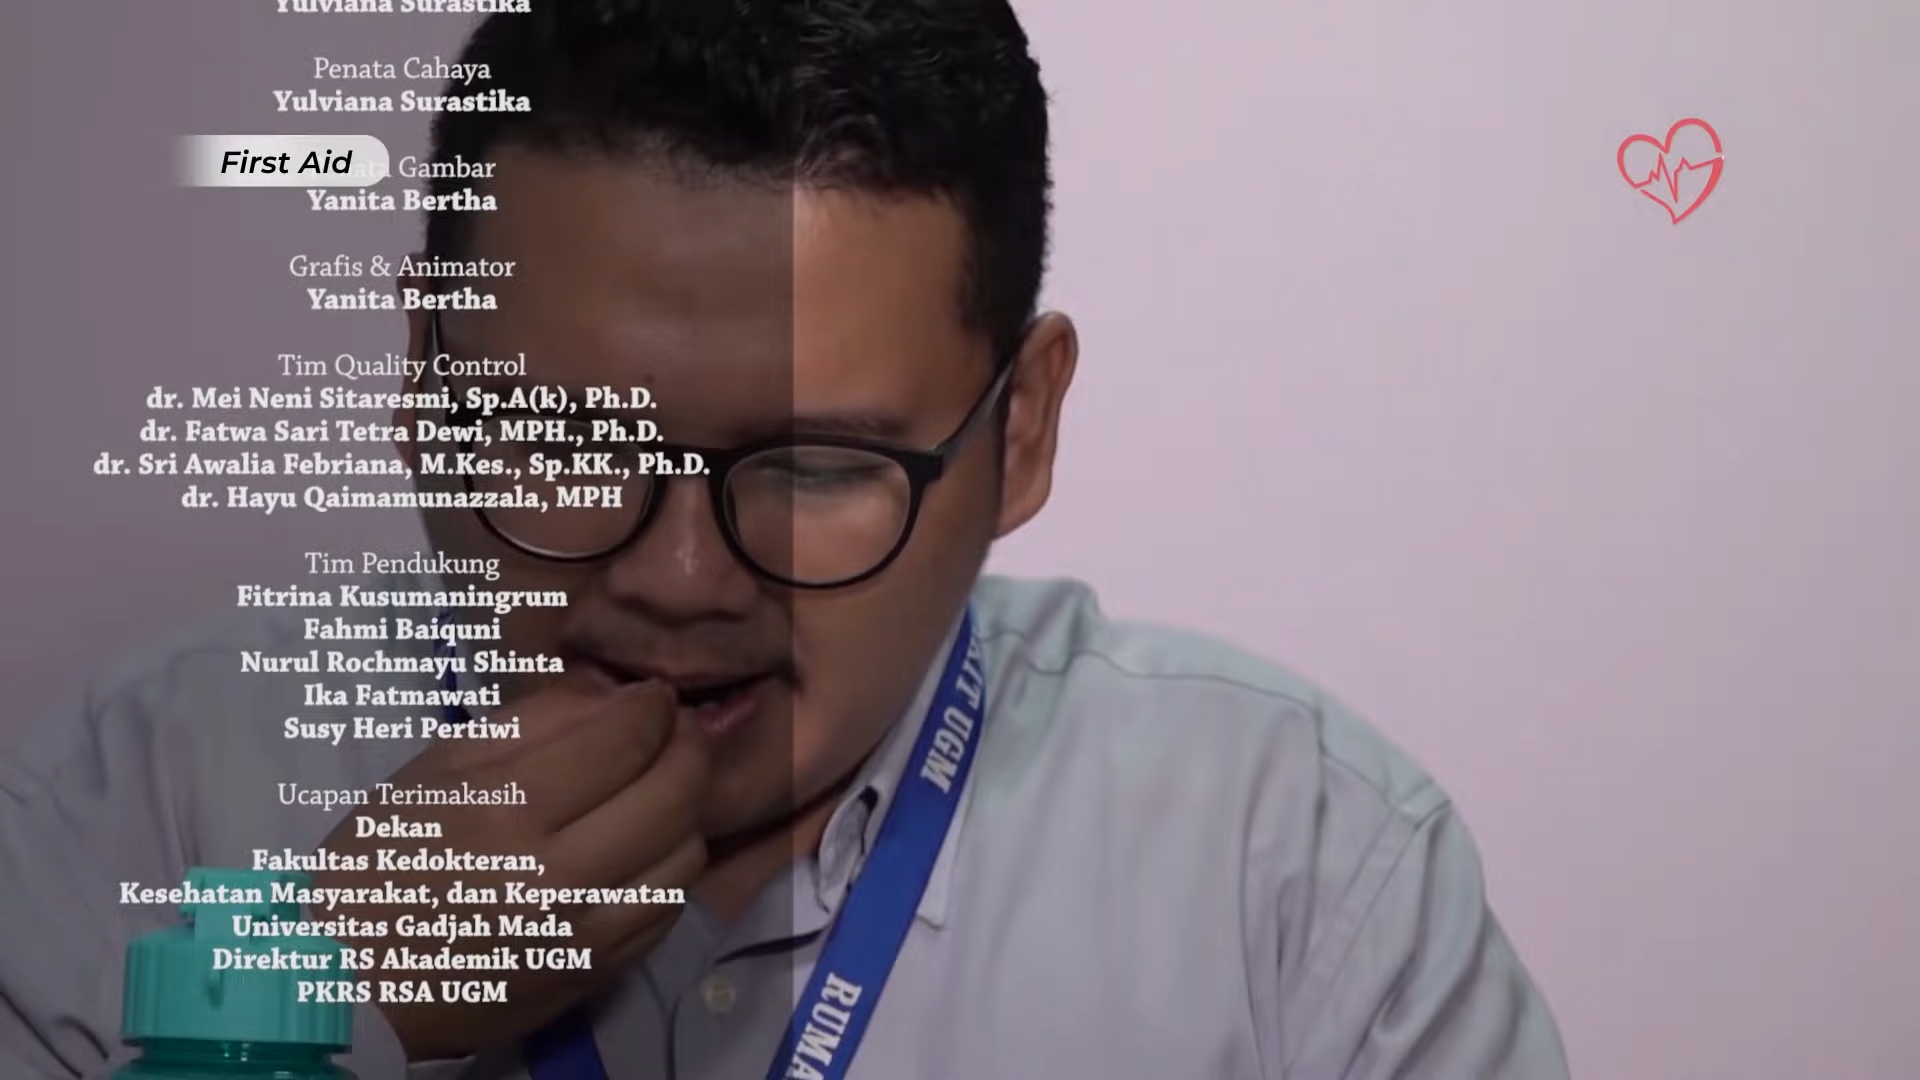 Yulviana Surastika
Penata Cahaya
Yulviana Surastika
First Aid
Gambar
Yanita Bertha
Grafis & Animator
Yanita Bertha
Tim Quality Control
dr. Mei Neni Sitaresmi, Sp.A(k), Ph.D.
dr. Fatwa Sari Tetra Dewi, MPH., Ph.D.
dr. Sri Awalia Febriana, M.Kes., Sp.KK., Ph.D.
dr. Hayu Qaimamunazzala, MPH
Tim Pendukung
Fitrina Kusumaningrum
Fahmi Baiquni
Nurul Rochmayu Shinta
Ika Fatmawati
Susy Heri Pertiwi
Ucapan Terimakasih
Dekan
Fakultas Kedokteran,
Kesehatan Masyarakat, dan Keperawatan
Universitas Gadjah Mada
Direktur RS Akademik UGM
PKRS RSA UGM
UGM